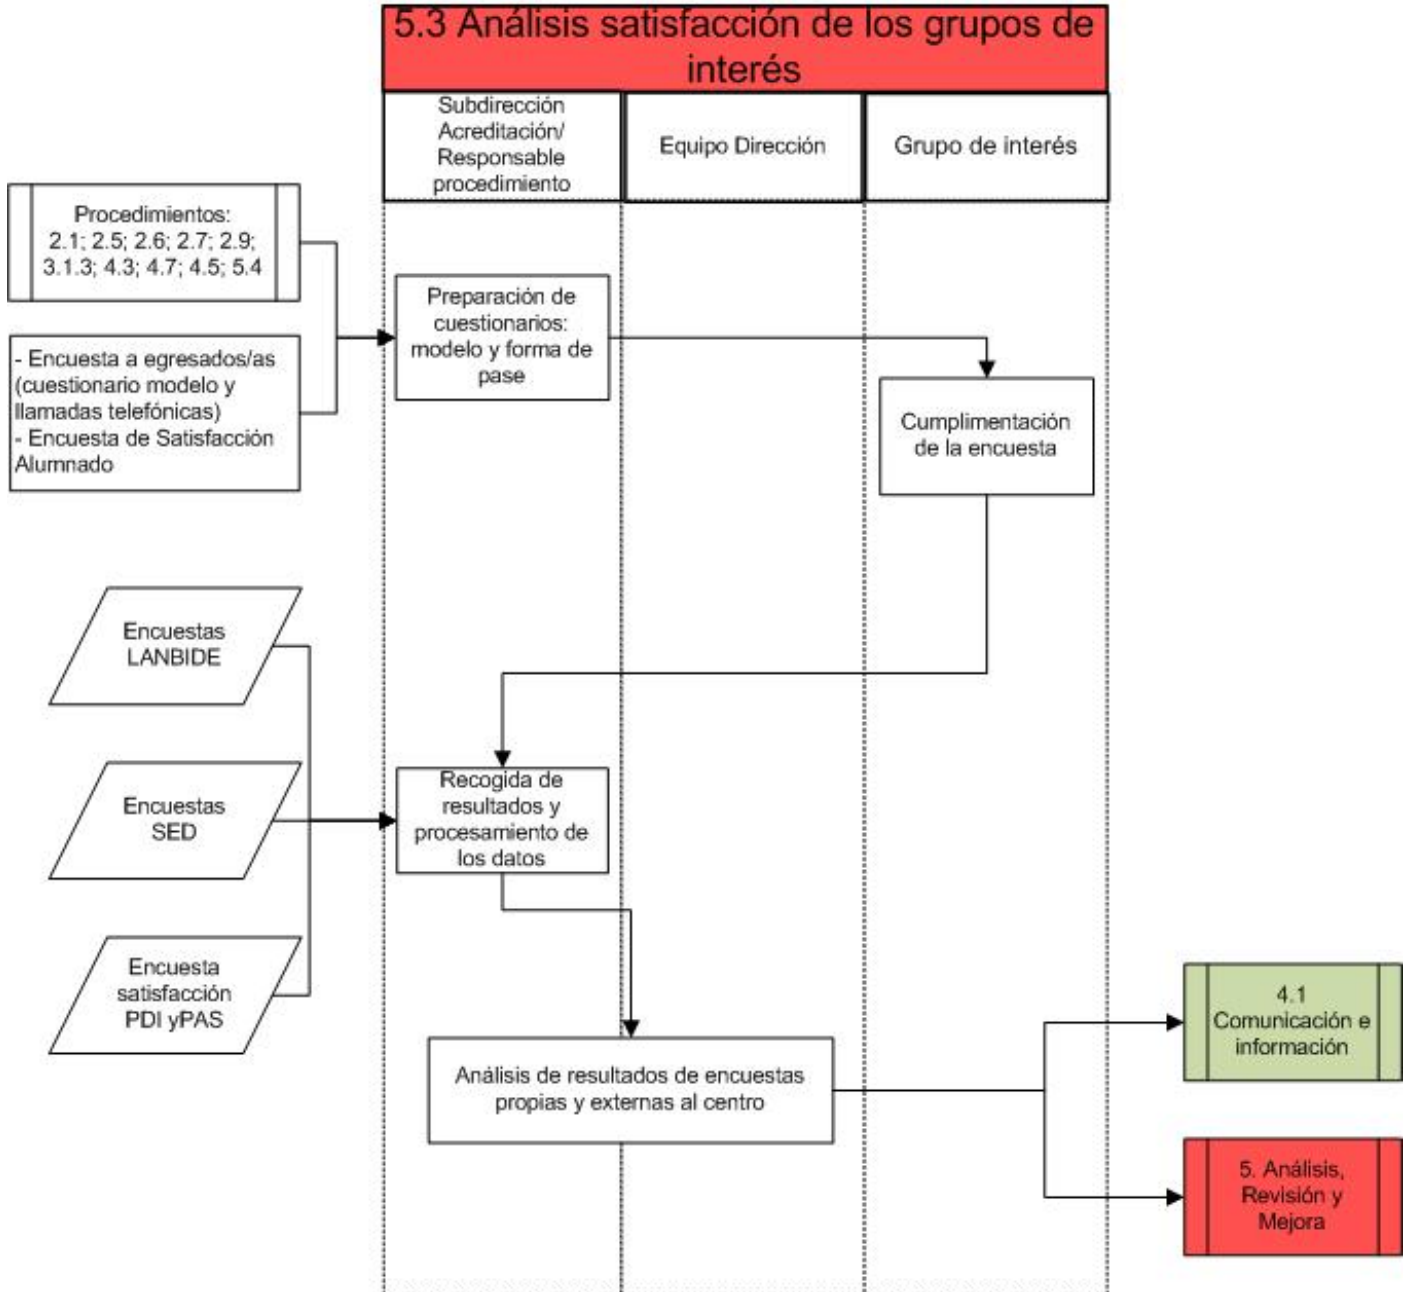 5.3 Análisis satisfacción de los grupos de
interés
Subdirección
Acreditación/
Responsable
procedimiento
Equipo Dirección
Grupo de interés
Procedimientos:
2.1; 2.5; 2.6; 2.7; 2.9;
3.1.3; 4.3; 4.7; 4.5; 5.4
- Encuesta a egresados/as
(cuestionario modelo y
llamadas telefónicas)
- Encuesta de Satisfacción
Alumnado
Preparación de
cuestionarios:
modelo y forma de
pase
Cumplimentación
de la encuesta
Encuestas
LANBIDE
Encuestas
SED
Encuesta
satisfacción
PDI yPAS
Recogida de
resultados y
procesamiento de
los datos
Análisis de resultados de encuestas
propias y externas al centro
4.1
Comunicación e
información
5. Análisis,
Revisión y
Mejora